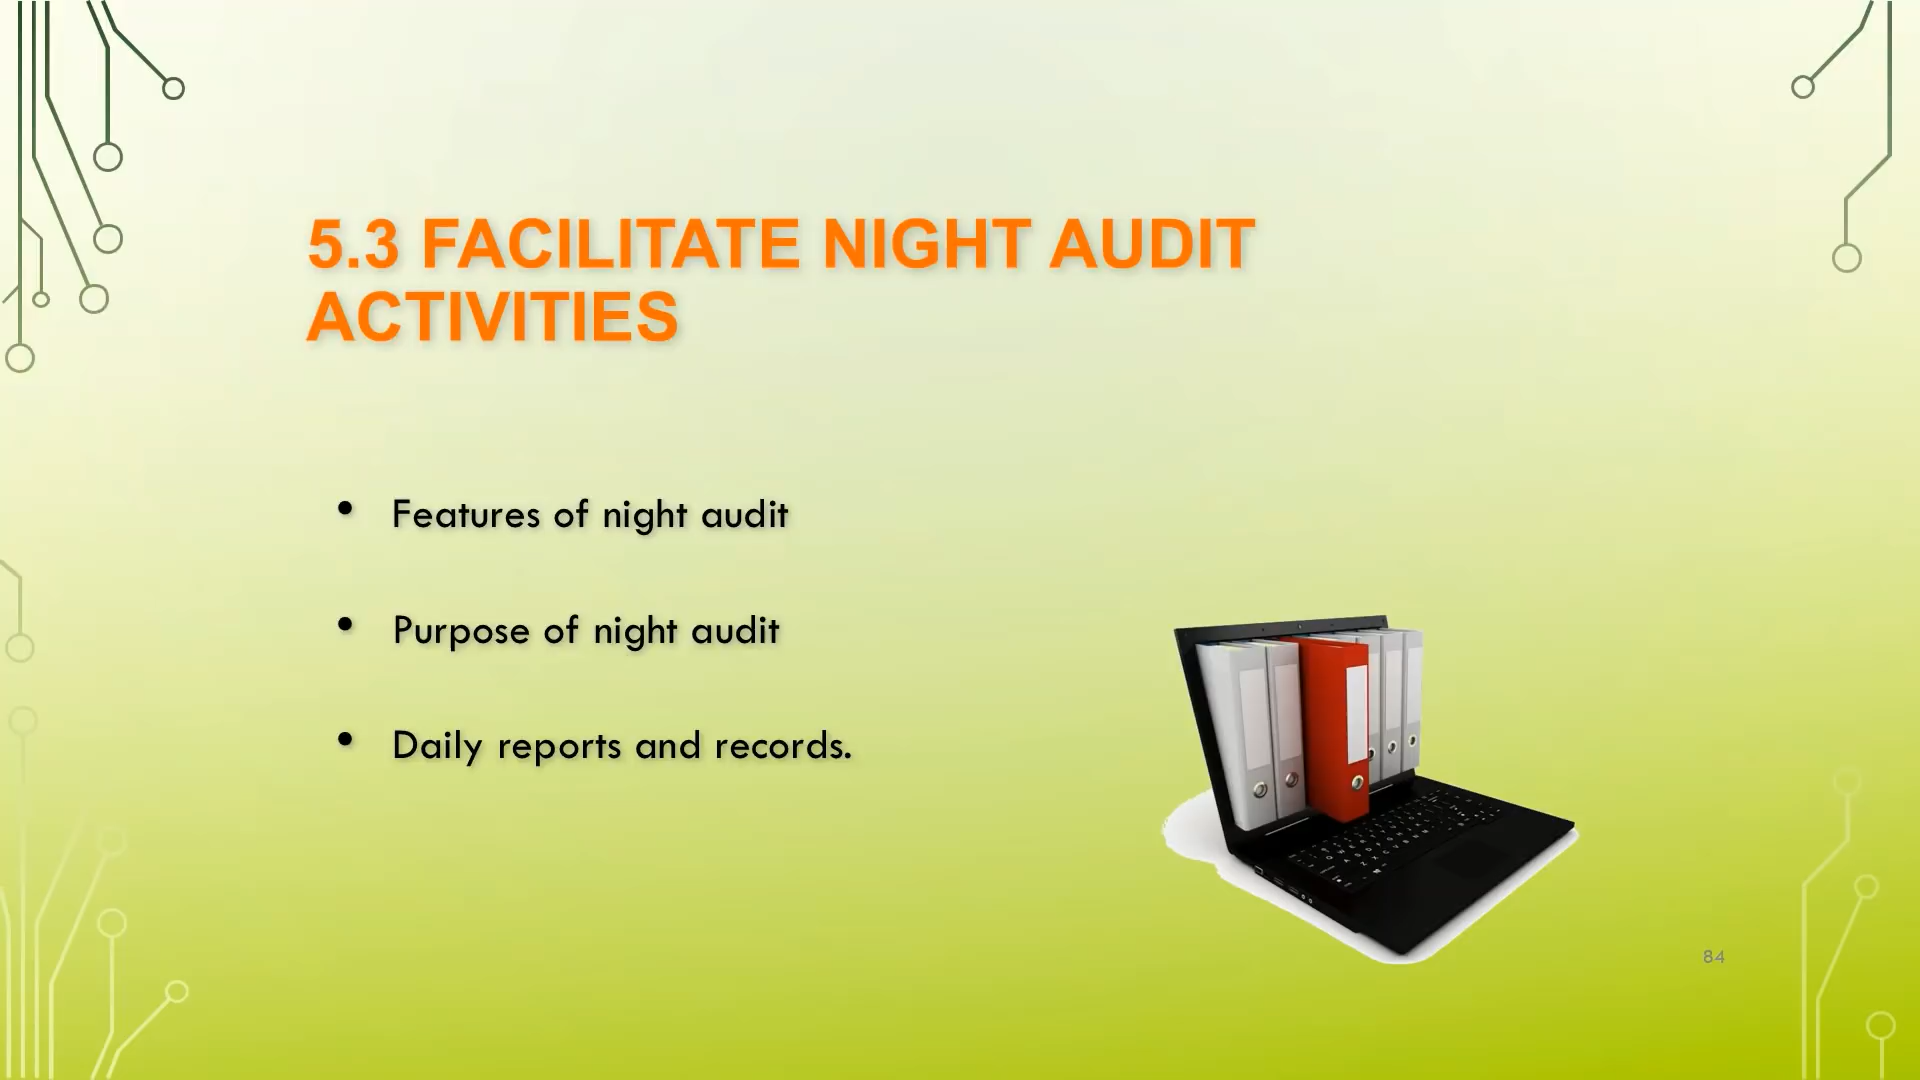 5.3 FACILITATE NIGHT AUDIT
ACTIVITIES
• Features of night audit
• Purpose of night audit
• Daily reports and records.
84